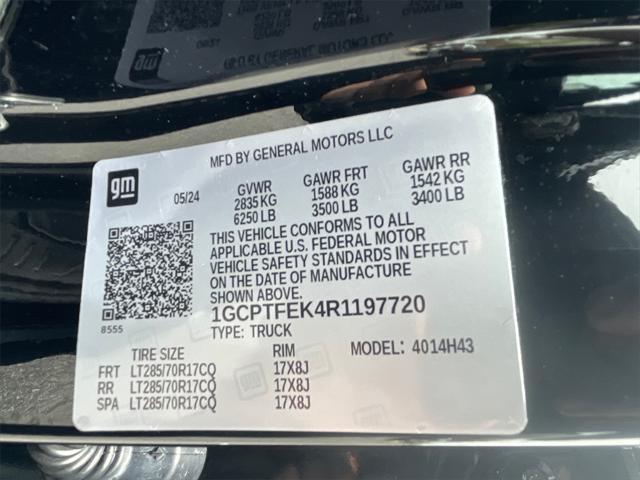 MFD BY GENERAL MOTORS LLC
gm
05/24
GVWR
2835 KG
6250 LB
GAWR FRT
1588 KG
3500 LB
GAWR RR
1542 KG
3400 LB
THIS VEHICLE CONFORMS TO ALL
APPLICABLE U.S. FEDERAL MOTOR
VEHICLE SAFETY STANDARDS IN EFFECT
ON THE DATE OF MANUFACTURE
1GCPTFEK4R1197720
8555
TYPE: TRUCK
TIRE SIZE RIM MODEL: 4014H43
FRT LT285/70R17CQ 17X8J
RR LT285/70R17CQ 17X8J
SPA LT285/70R17CQ 17X8J